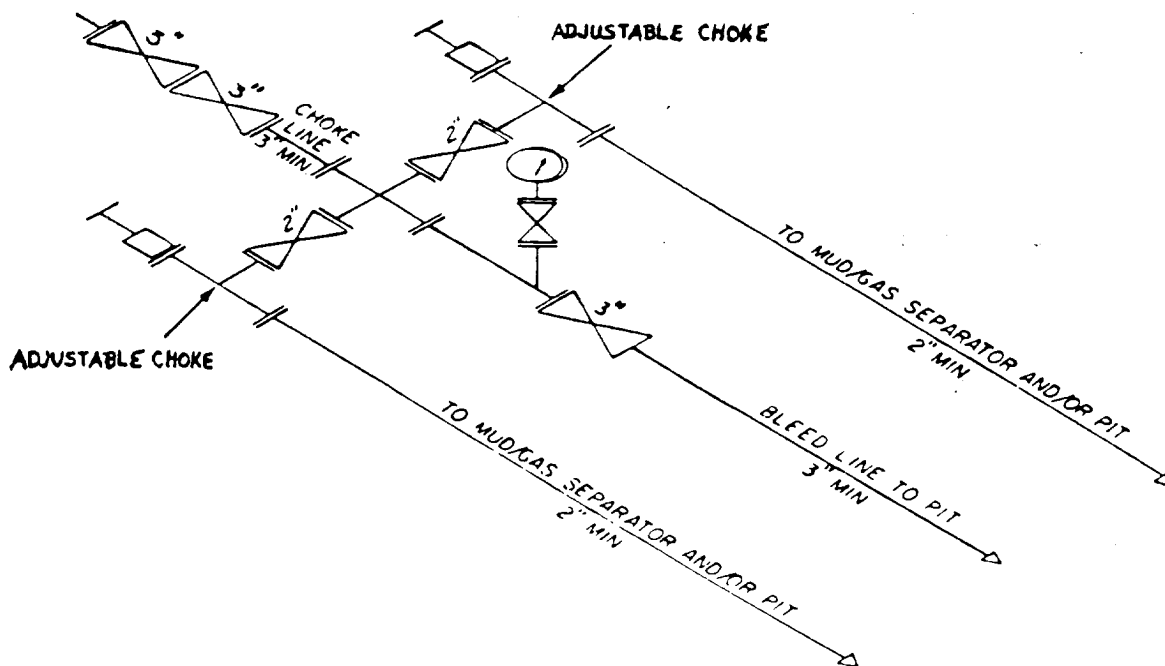 ADJUSTABLE CHOKE
3"
3"
CHOKE
LINE
3" MIN
2"
2"
3"
ADJUSTABLE CHOKE
TO MUD/GAS SEPARATOR AND/OR PIT
2" MIN
BLEED LINE TO PIT
3" MIN
TO MUD/GAS SEPARATOR AND/OR PIT
2" MIN